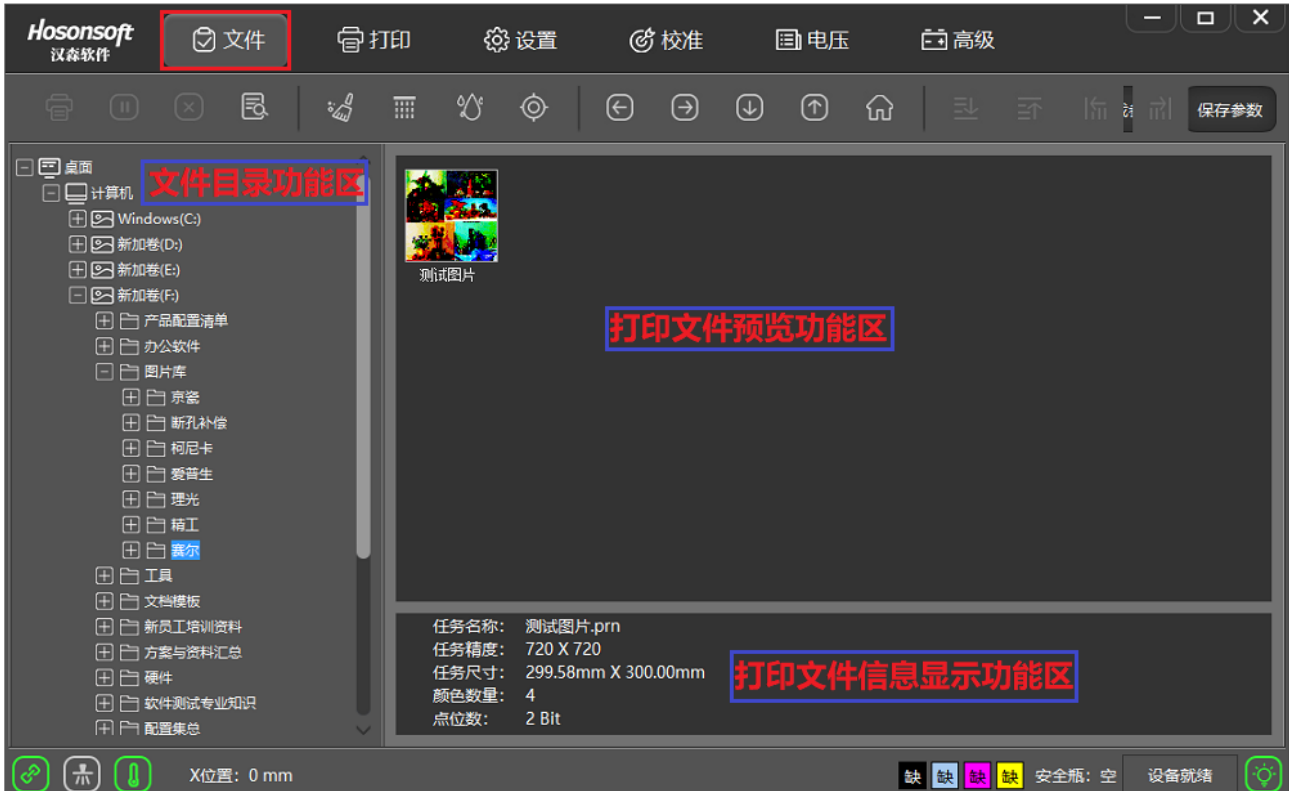 Hosonsoft
汉森软件
文件
打印
设置
校准
电压
高级
保存参数
桌面
计算机
文件目录功能区
Windows(C:)
新加卷(D:)
新加卷(E:)
新加卷(F:)
产品配置清单
办公软件
图片库
京瓷
断孔补偿
柯尼卡
爱普生
理光
精工
赛尔
工具
文档模板
新员工培训资料
方案与资料汇总
硬件
软件测试专业知识
配置集总
测试图片
打印文件预览功能区
任务名称: 测试图片.prn
任务精度: 720 X 720
任务尺寸: 299.58mm X 300.00mm
颜色数量: 4
点位数: 2 Bit
打印文件信息显示功能区
X位置: 0 mm
缺 缺 缺 缺 安全瓶: 空 设备就绪